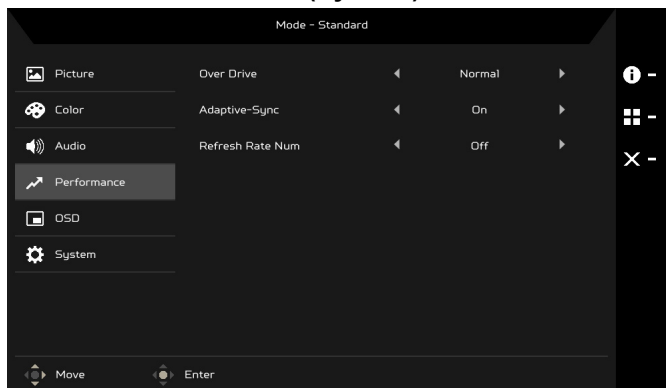 Mode - Standard
Picture
Over Drive Normal
Color
Adaptive-Sync On
Audio
Refresh Rate Num Off
Performance
OSD
System
Move Enter